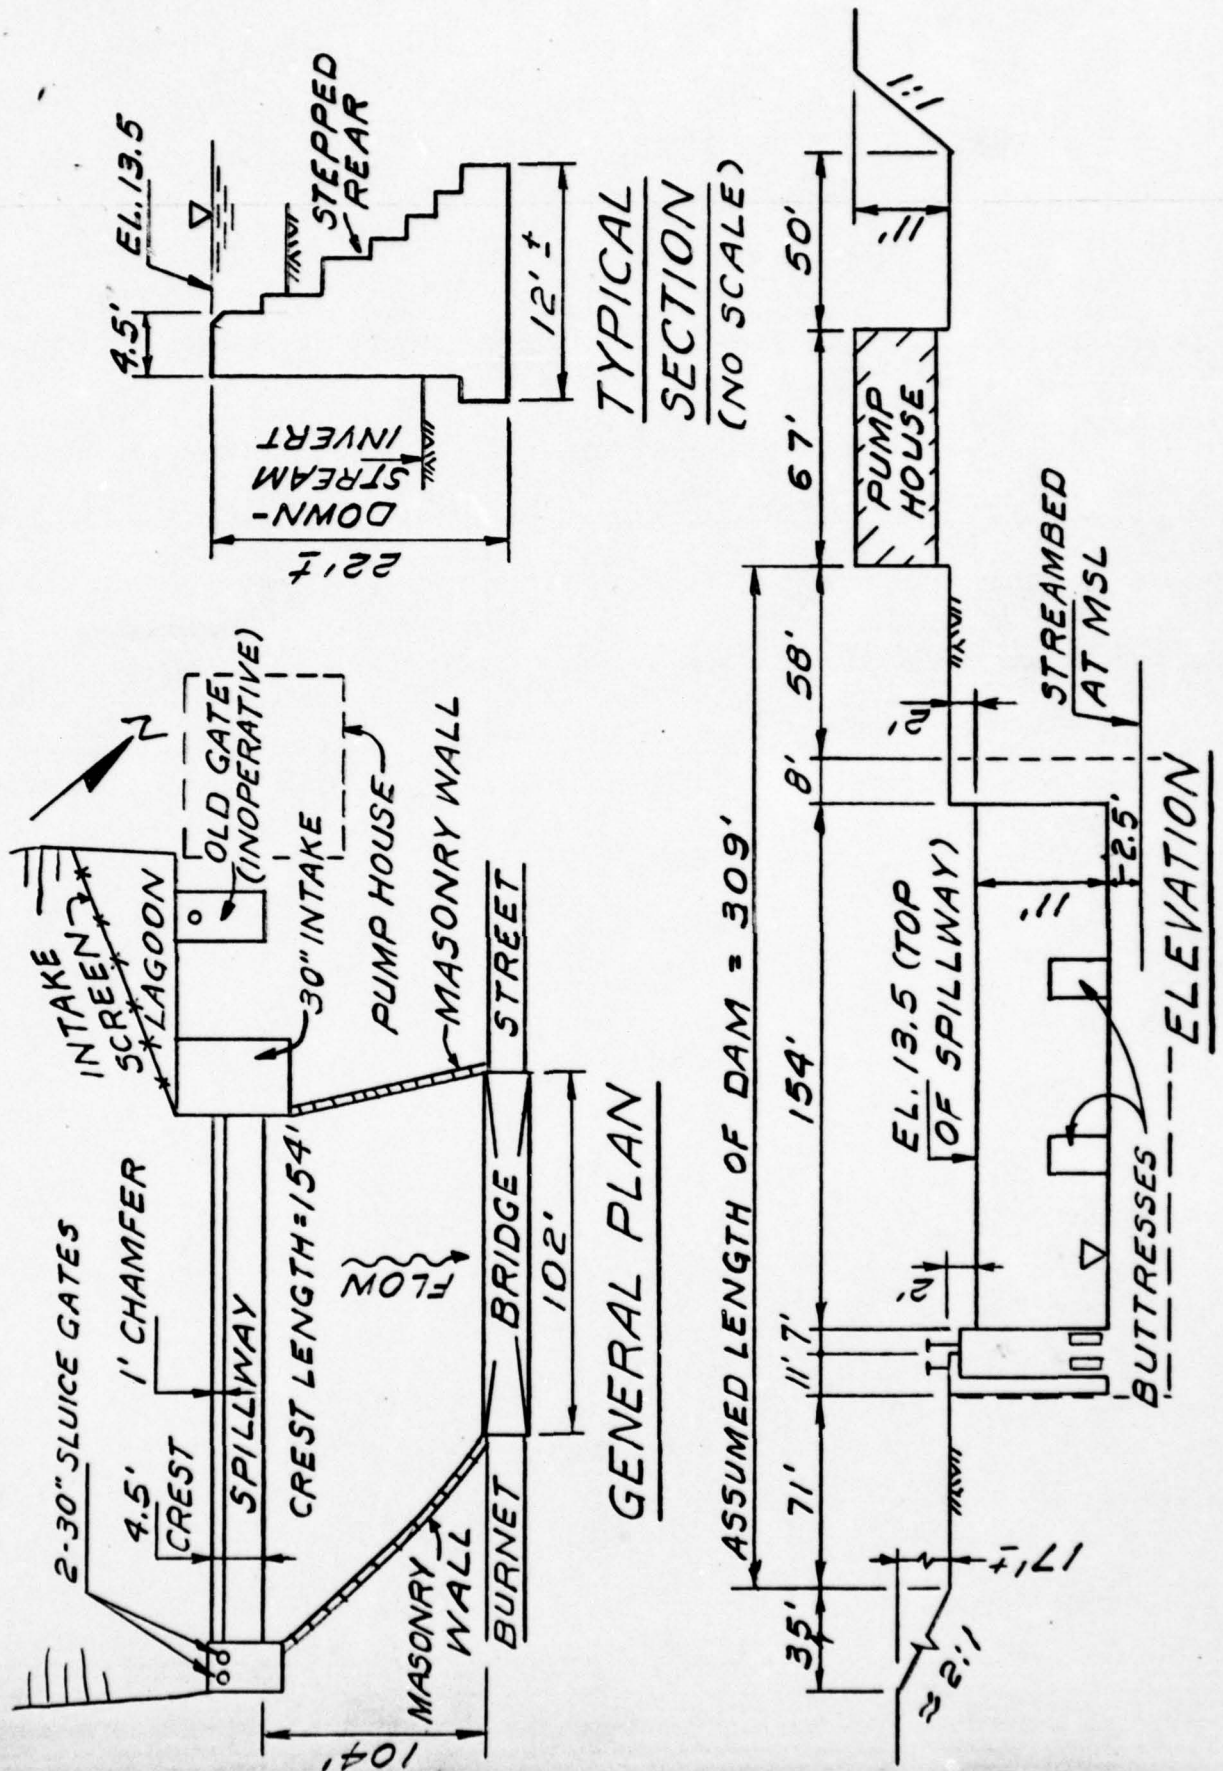 2-30" SLUICE GATES
4.5'
CREST
1' CHAMFER
SPILLWAY
CREST LENGTH=154'
FLOW
INTAKE
SCREEN
LAGOON
OLD GATE
(INOPERATIVE)
30" INTAKE
PUMP HOUSE
MASONRY WALL
N
104'
MASONRY
WALL
BURNET
BRIDGE
STREET
102'
GENERAL PLAN
4.5'
EL. 13.5
STEPPED
REAR
22'±
DOWN-
STREAM
INVERT
12'±
TYPICAL
SECTION
(NO SCALE)
ASSUMED LENGTH OF DAM = 309'
35'
71'
11'
7'
154'
8'
58'
67'
50'
17'±
≈ 2:1
2'
EL. 13.5 (TOP
OF SPILLWAY)
11'
2.5'
2'
PUMP
HOUSE
11'
1:1
STREAMBED
AT MSL
BUTTRESSES
ELEVATION